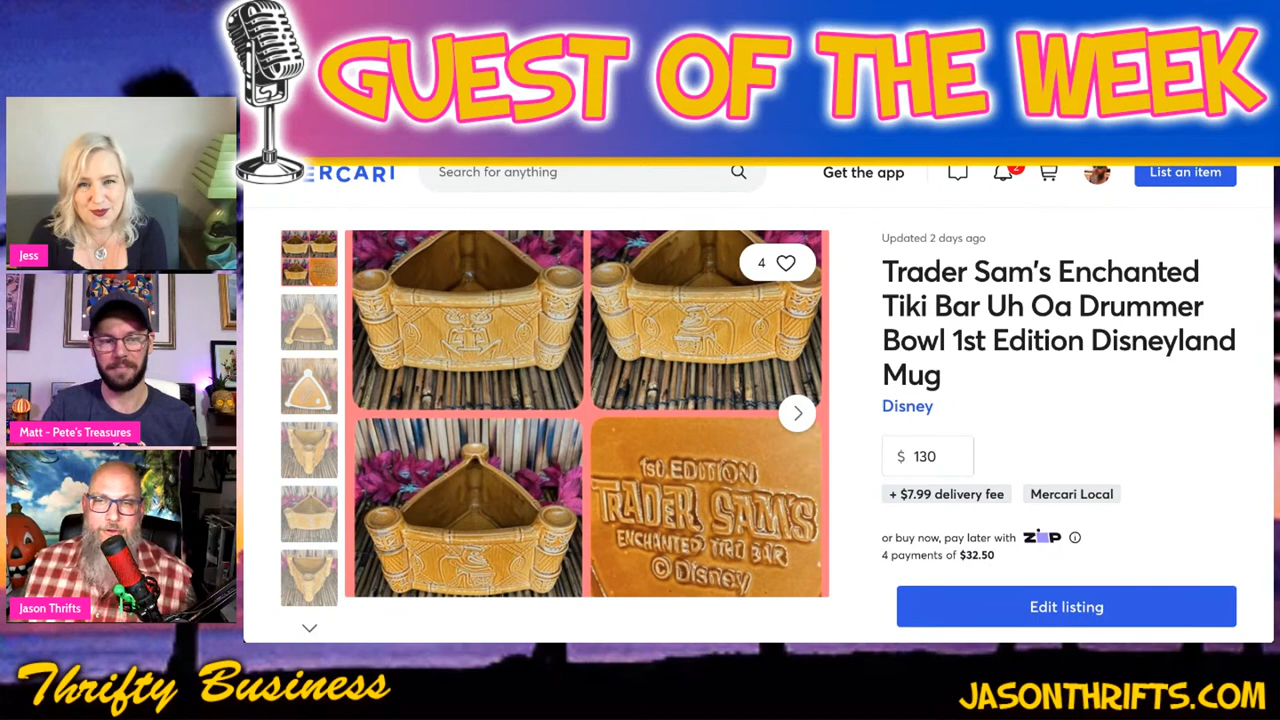 GUEST OF THE WEEK
ERCARI
Search for anything
Get the app
2
List an item
Jess
Matt - Pete's Treasures
Jason Thrifts
4
1st EDITION
TRADER SAM'S
ENCHANTED TIKI BAR
© Disney
Updated 2 days ago
Trader Sam's Enchanted
Tiki Bar Uh Oa Drummer
Bowl 1st Edition Disneyland
Mug
Disney
$ 130
+ $7.99 delivery fee
Mercari Local
or buy now, pay later with ZIP
4 payments of $32.50
Edit listing
Thrifty Business
JASONTHRIFTS.COM